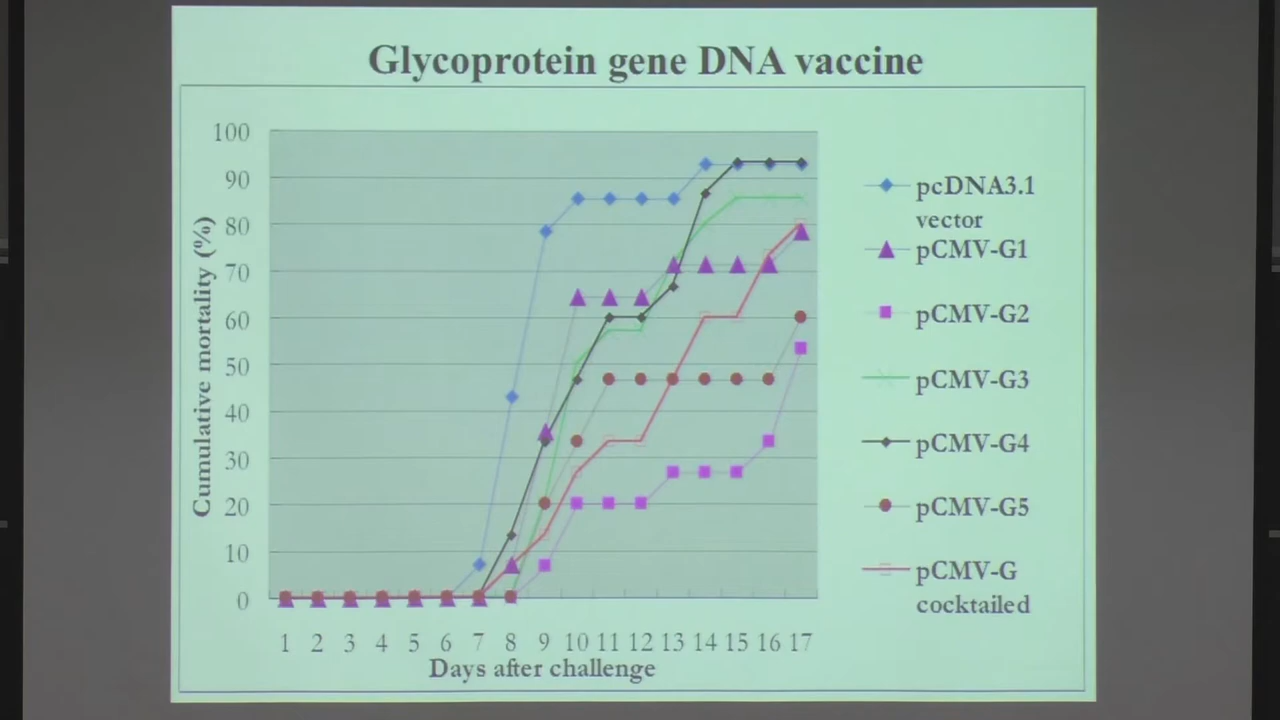 Glycoprotein gene DNA vaccine
100
90
80
70
60
50
40
30
20
10
0
Cumulative mortality (%)
1 2 3 4 5 6 7 8 9 10 11 12 13 14 15 16 17
Days after challenge
pcDNA3.1
vector
pCMV-G1
pCMV-G2
pCMV-G3
pCMV-G4
pCMV-G5
pCMV-G
cocktailed